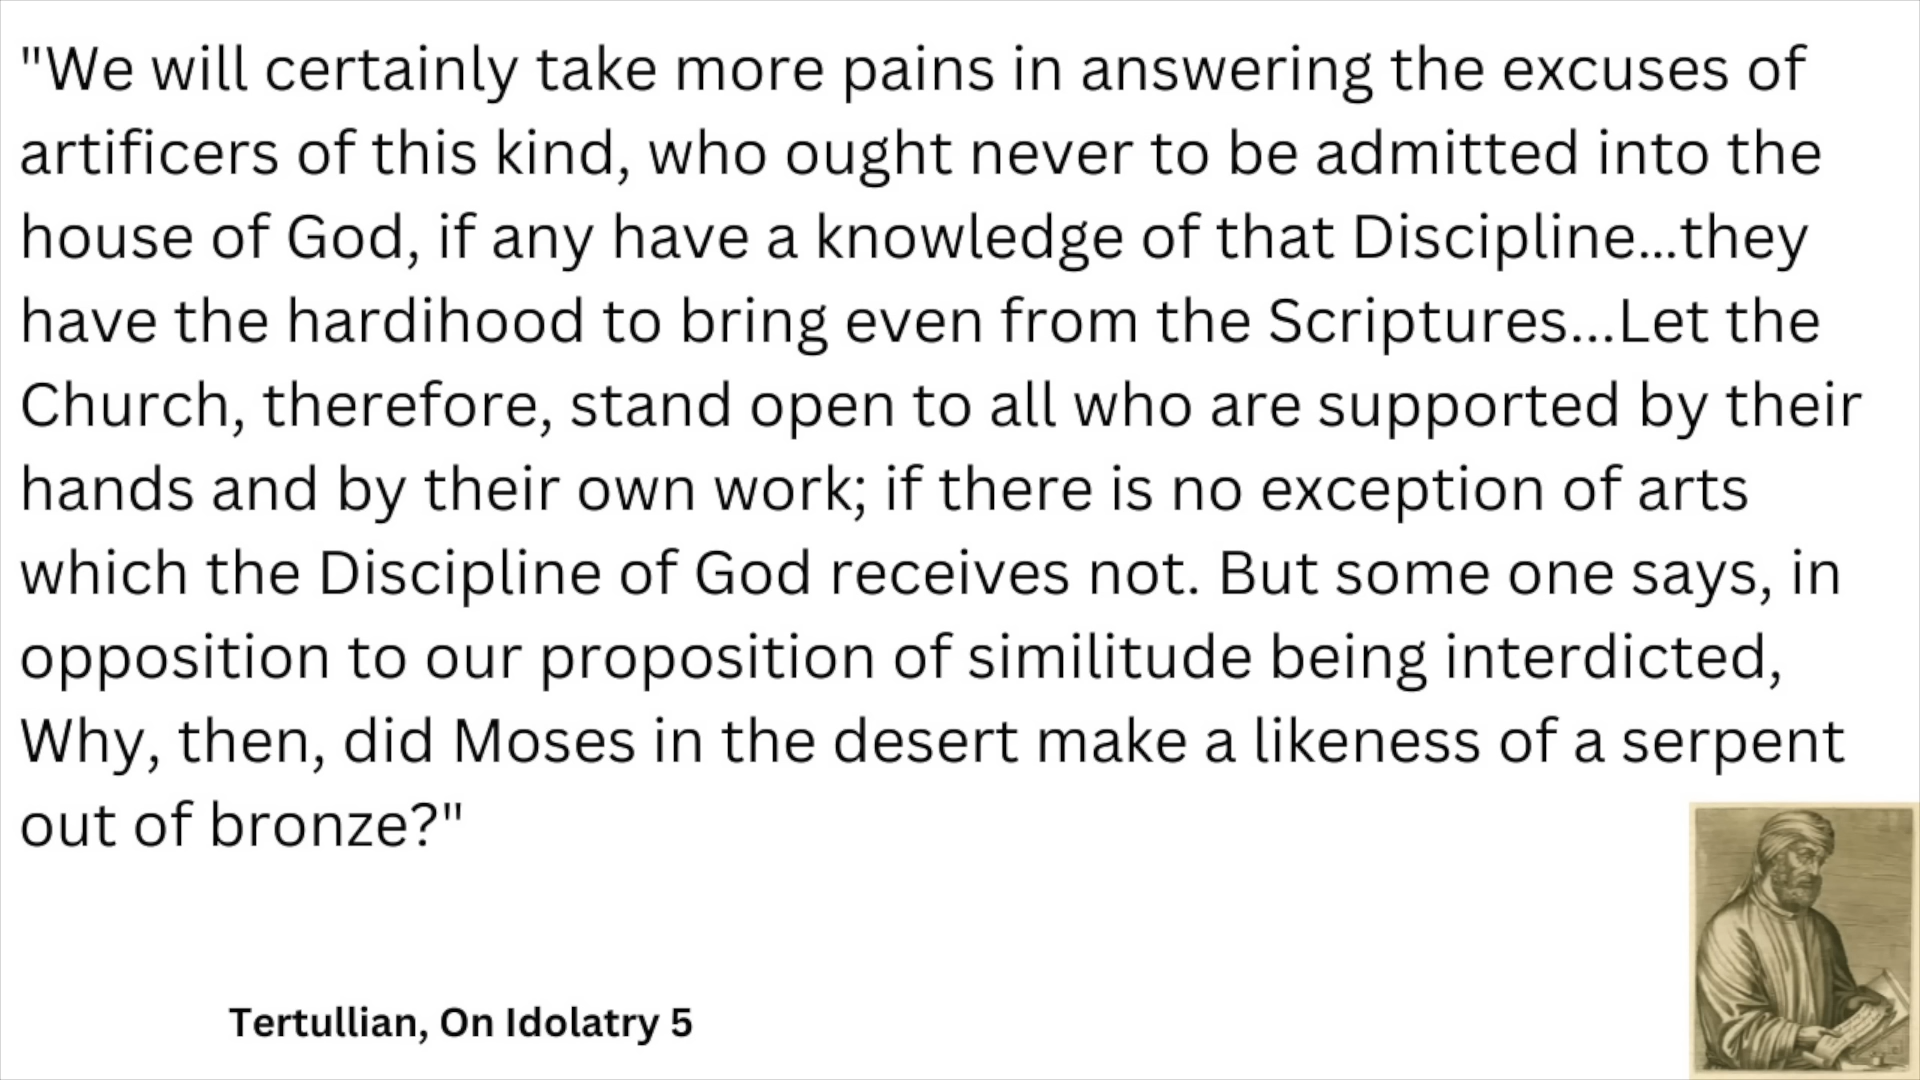 "We will certainly take more pains in answering the excuses of
artificers of this kind, who ought never to be admitted into the
house of God, if any have a knowledge of that Discipline...they
have the hardihood to bring even from the Scriptures...Let the
Church, therefore, stand open to all who are supported by their
hands and by their own work; if there is no exception of arts
which the Discipline of God receives not. But some one says, in
opposition to our proposition of similitude being interdicted,
Why, then, did Moses in the desert make a likeness of a serpent
out of bronze?"
Tertullian, On Idolatry 5